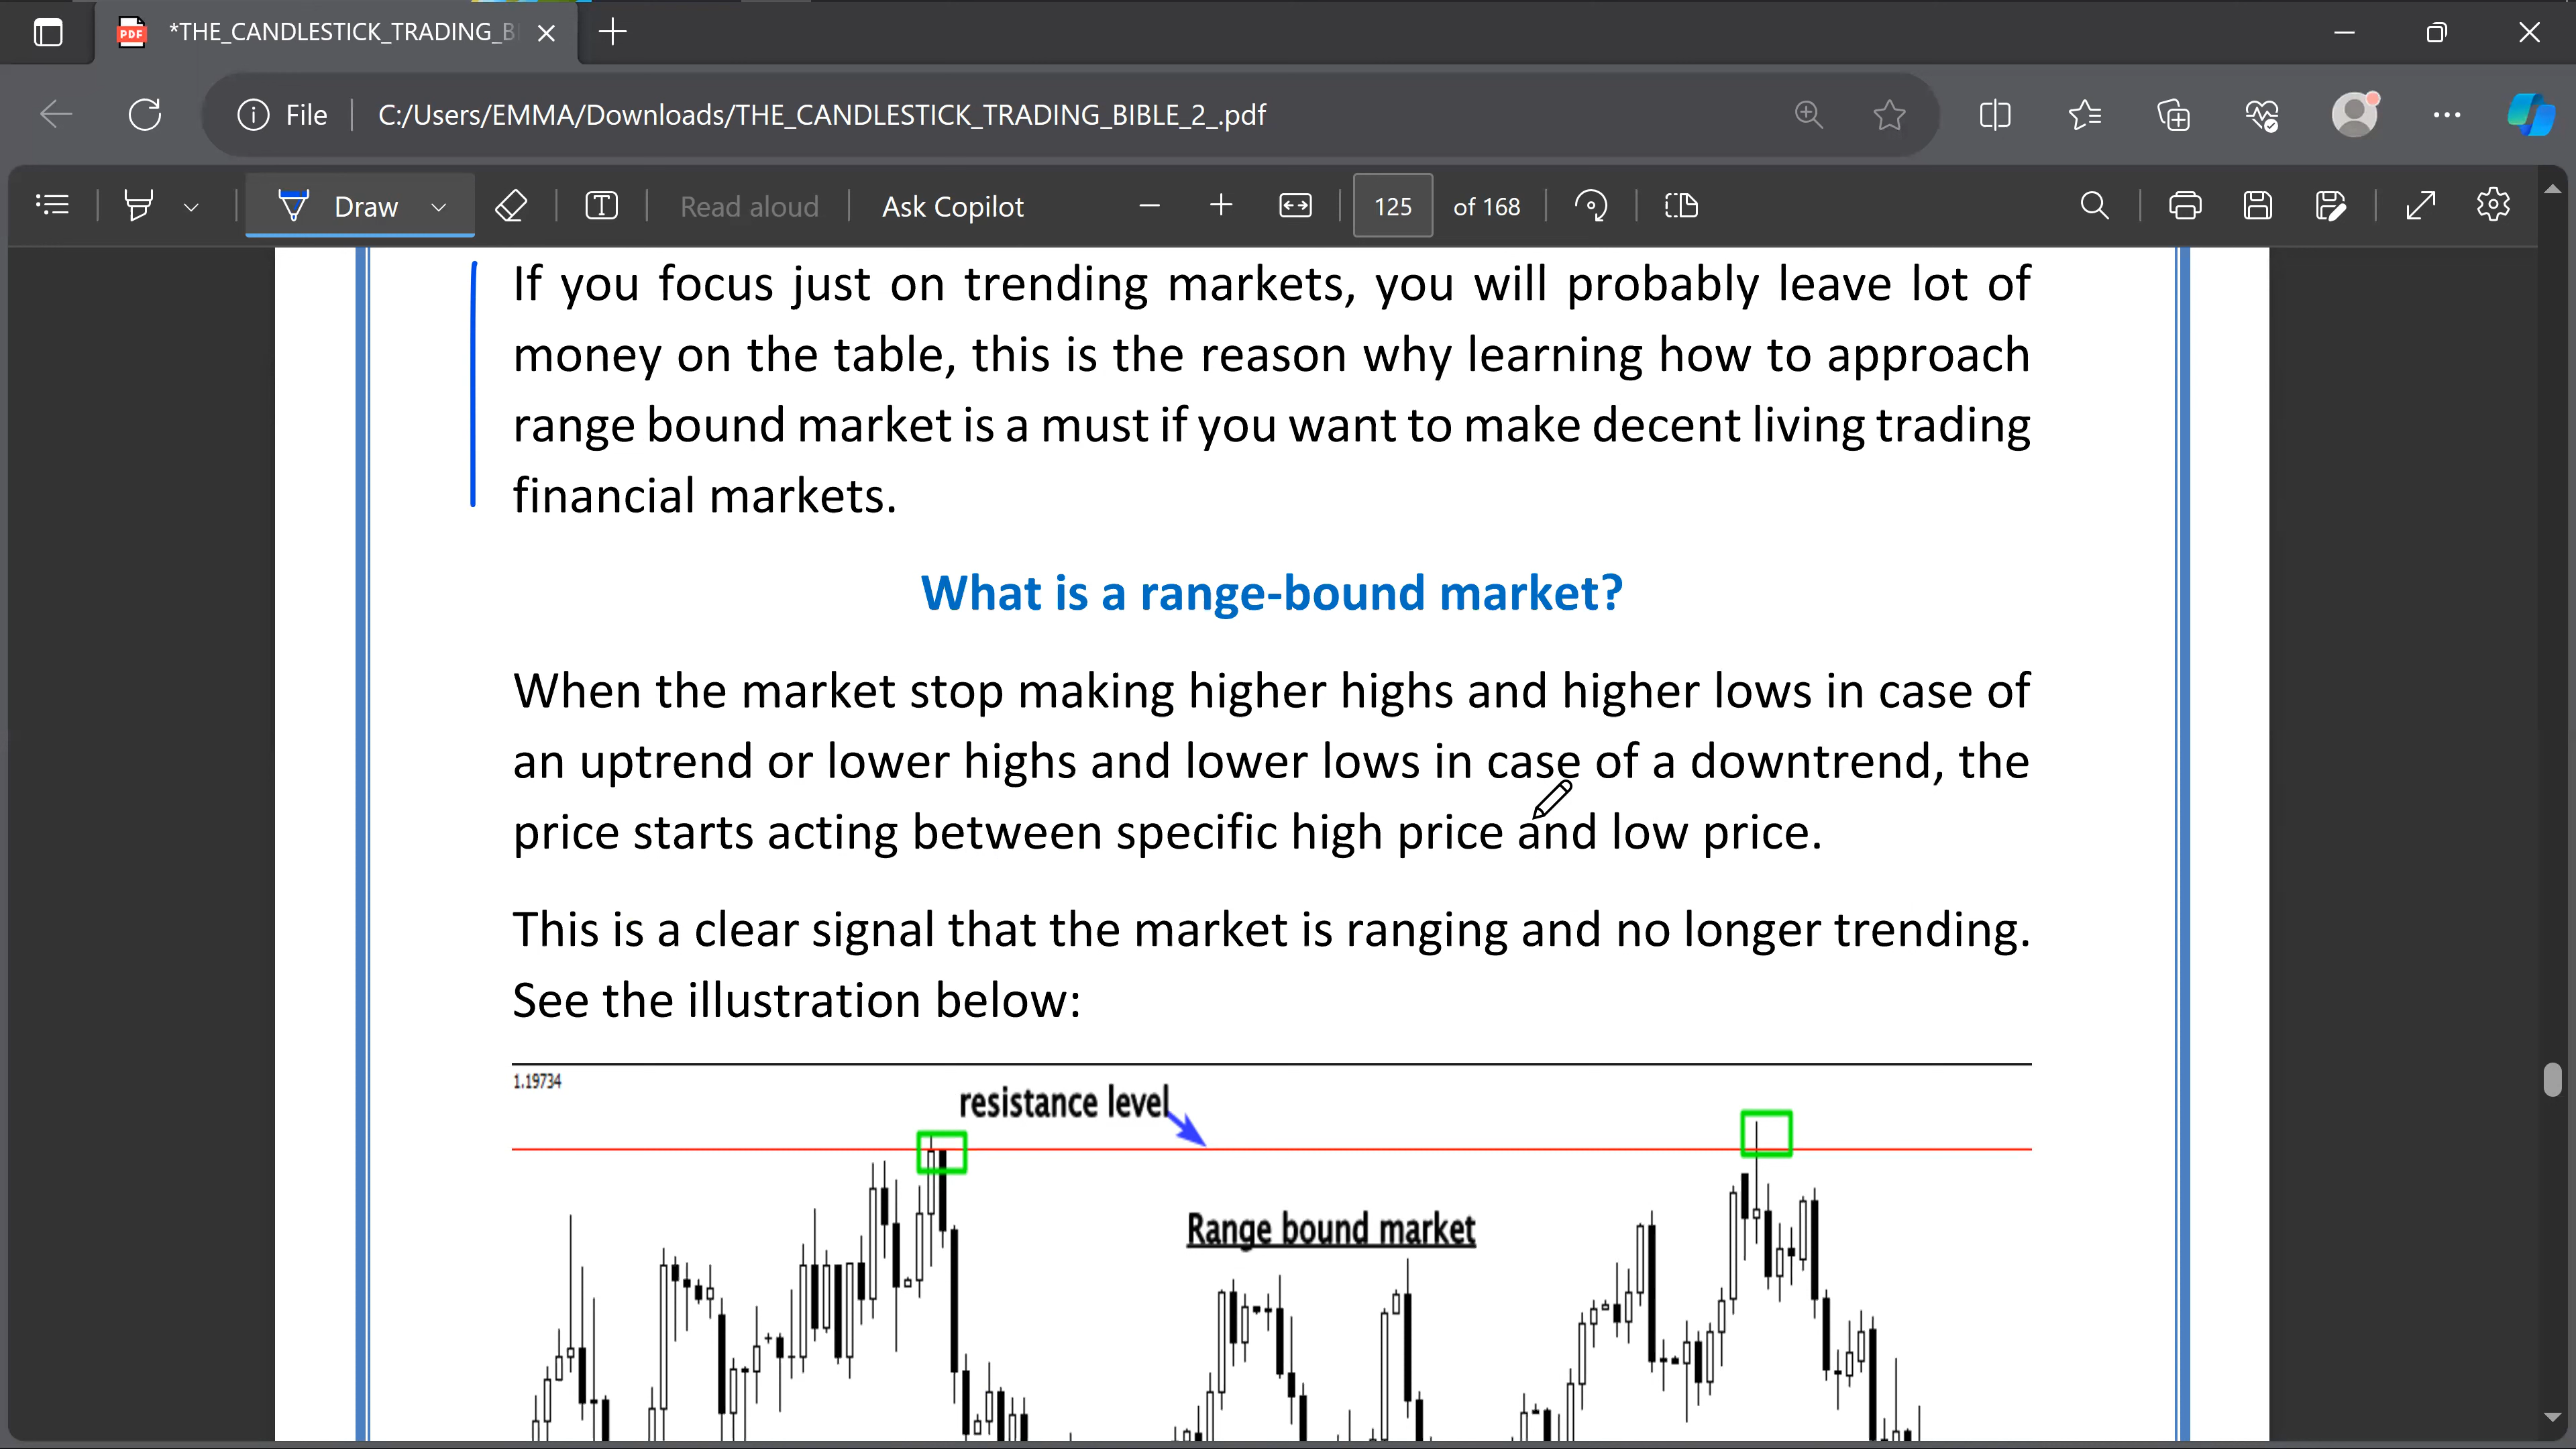 *THE_CANDLESTICK_TRADING_B
File
C:/Users/EMMA/Downloads/THE_CANDLESTICK_TRADING_BIBLE_2_.pdf
Draw
T
Read aloud
Ask Copilot
125 of 168
If you focus just on trending markets, you will probably leave lot of
money on the table, this is the reason why learning how to approach
range bound market is a must if you want to make decent living trading
financial markets.
What is a range-bound market?
When the market stop making higher highs and higher lows in case of
an uptrend or lower highs and lower lows in case of a downtrend, the
price starts acting between specific high price and low price.
This is a clear signal that the market is ranging and no longer trending.
See the illustration below:
1.19734
resistance level
Range bound market